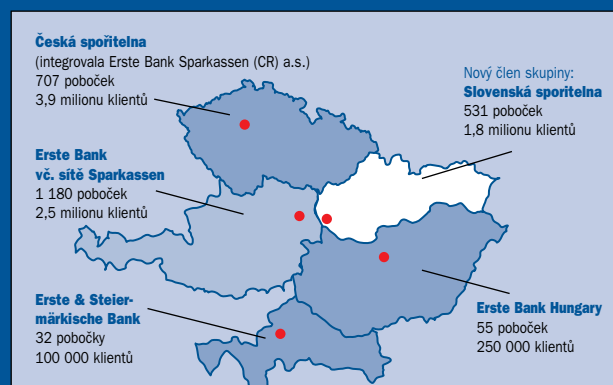 Česká spořitelna
(integrovala Erste Bank Sparkassen (CR) a.s.)
707 poboček
3,9 milionu klientů
Nový člen skupiny:
Slovenská sporitelna
531 poboček
1,8 milionu klientů
Erste Bank
vč. sítě Sparkassen
1 180 poboček
2,5 milionu klientů
Erste & Steier-
märkische Bank
32 pobočky
100 000 klientů
Erste Bank Hungary
55 poboček
250 000 klientů